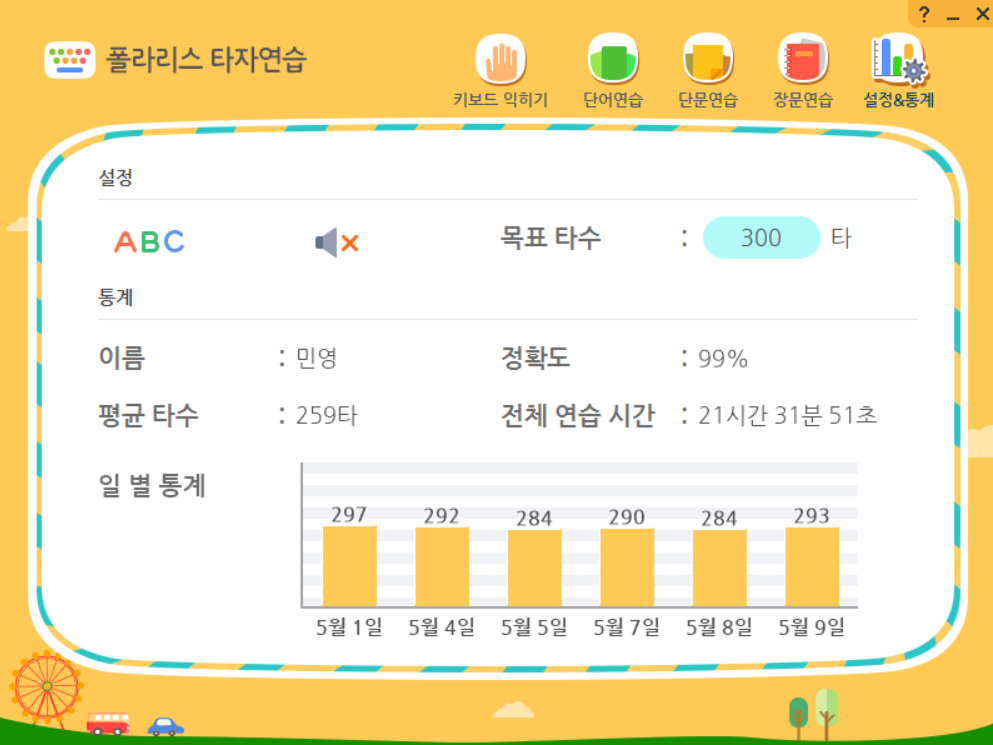 ? _ ×
폴라리스 타자연습
키보드 익히기 단어연습 단문연습 장문연습 설정&통계
설정
ABC 목표 타수 : 300 타
통계
이름 : 민영 정확도 : 99%
평균 타수 : 259타 전체 연습 시간 : 21시간 31분 51초
일 별 통계
297 292 284 290 284 293
5월 1일 5월 4일 5월 5일 5월 7일 5월 8일 5월 9일